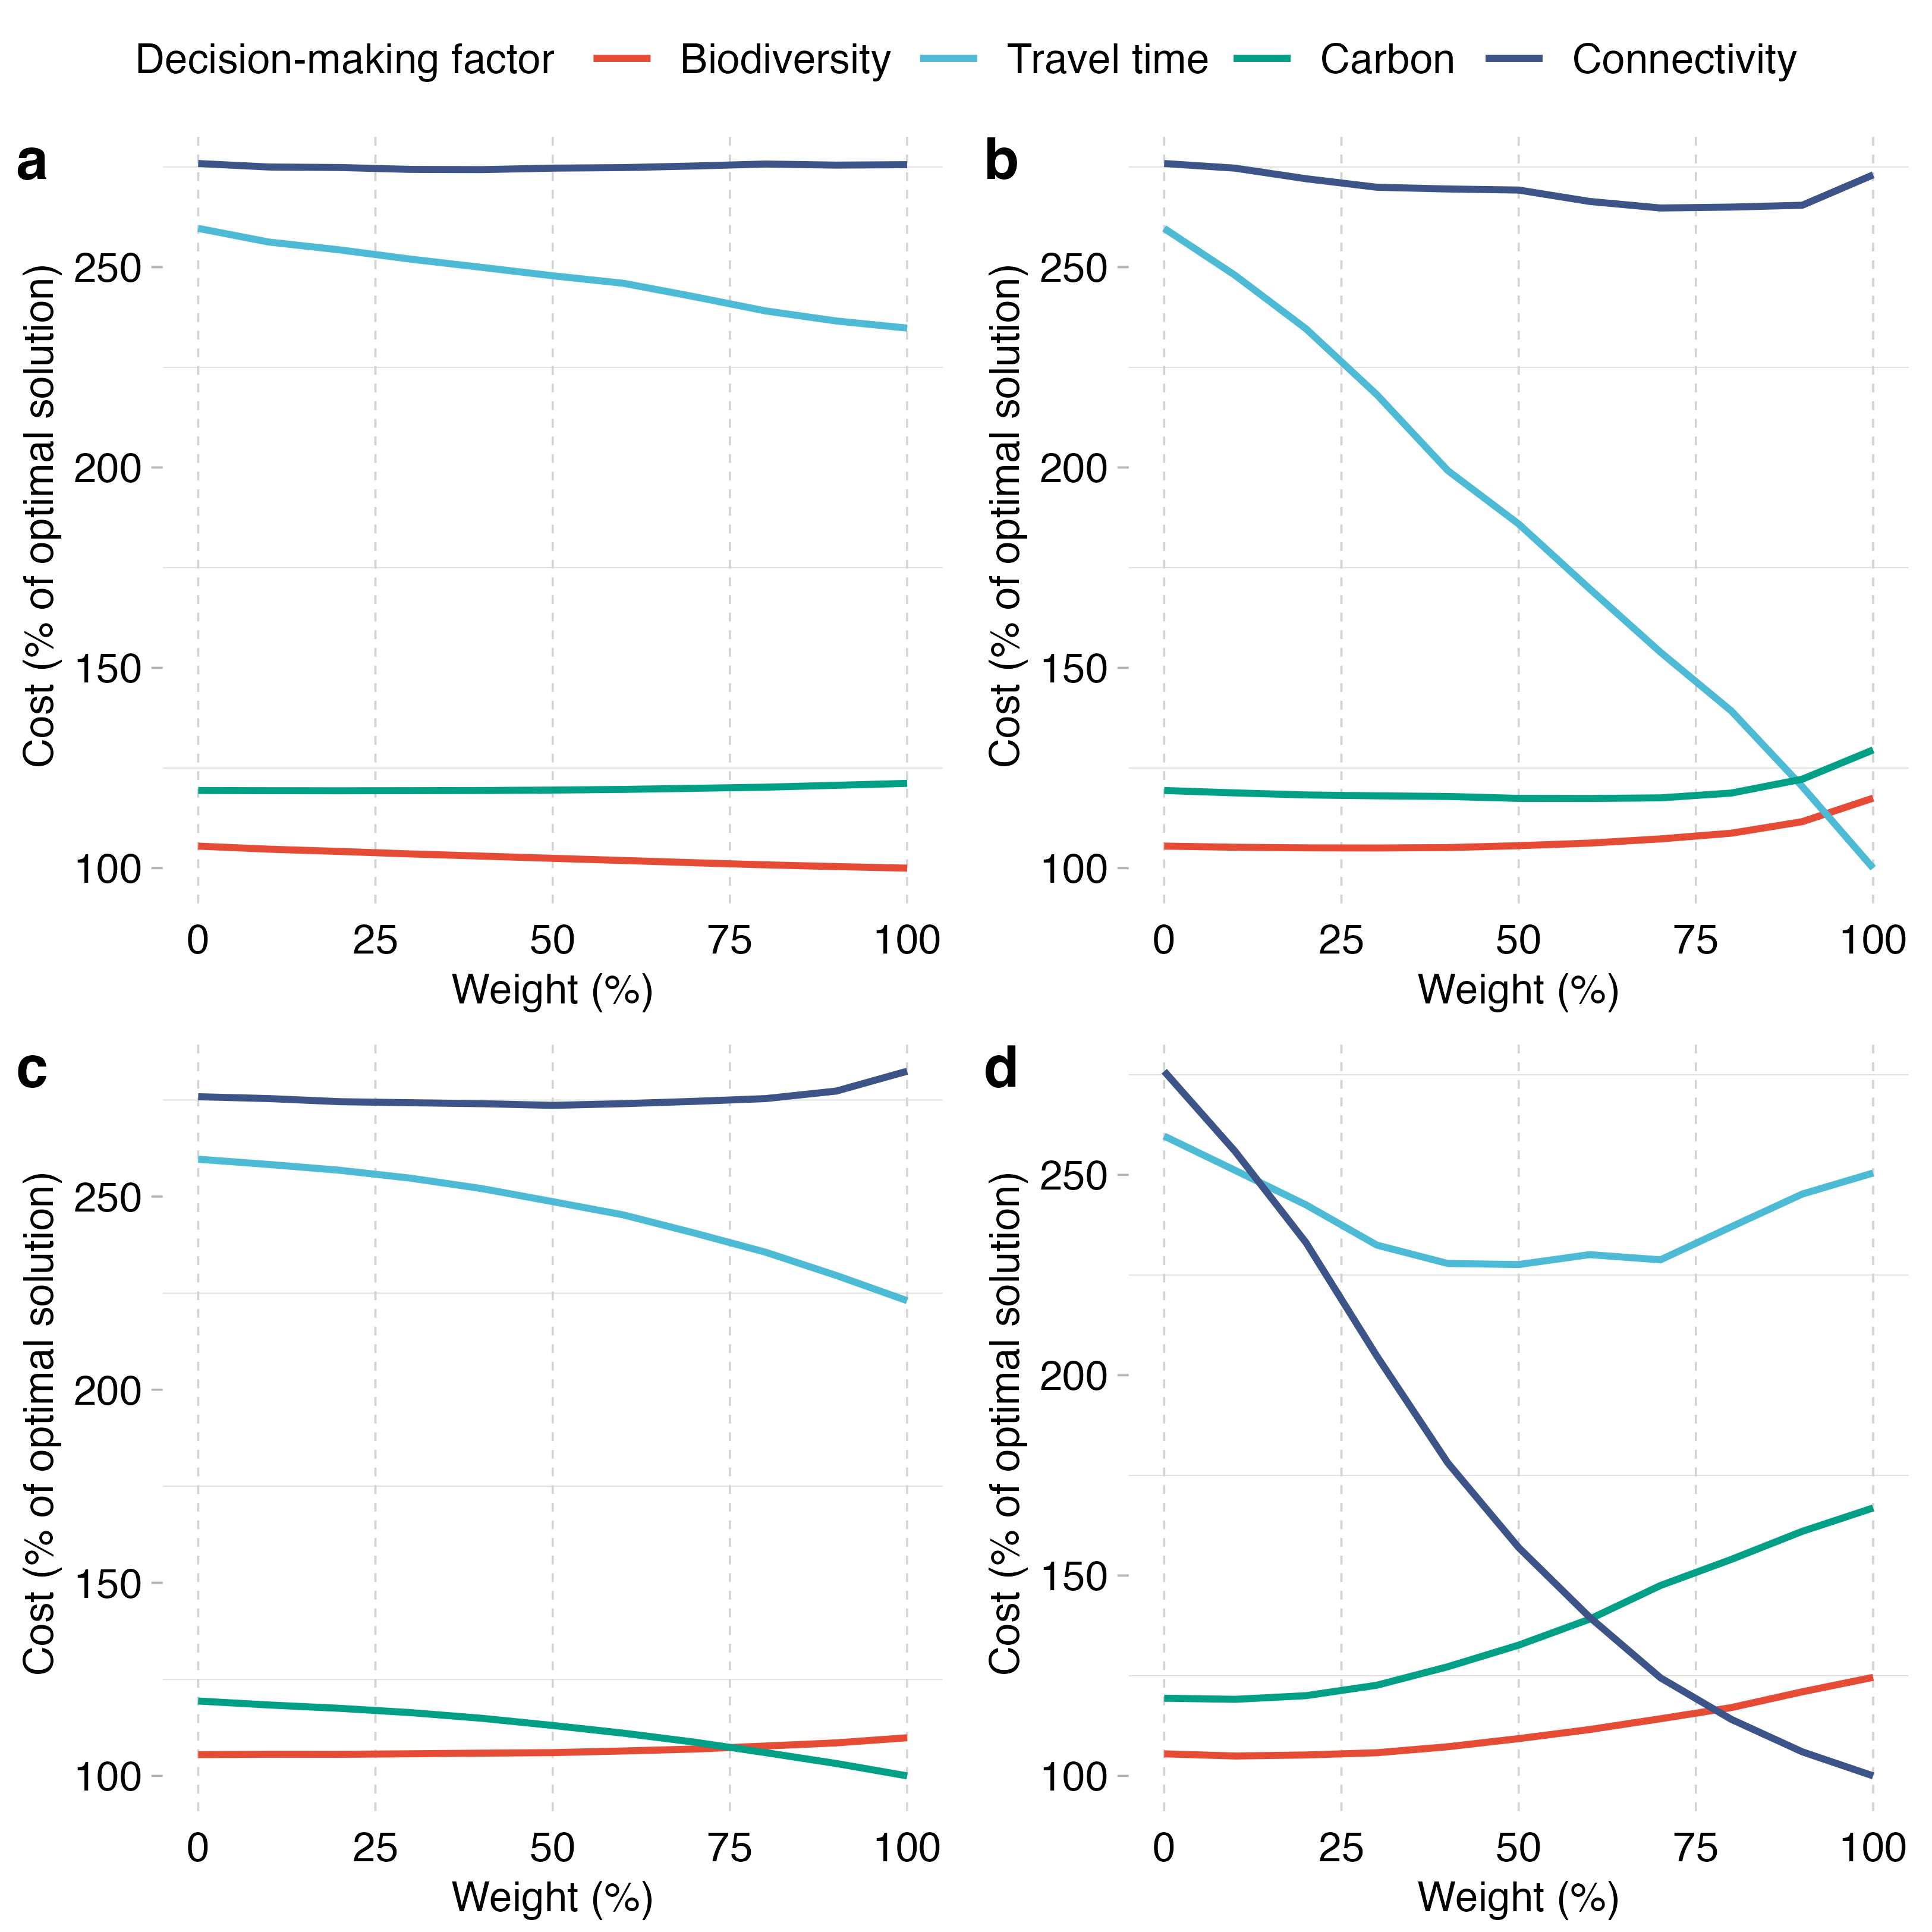 Decision-making factor Biodiversity Travel time Carbon Connectivity
a
Cost (% of optimal solution)
250
200
150
100
0 25 50 75 100
Weight (%)
b
Cost (% of optimal solution)
250
200
150
100
0 25 50 75 100
Weight (%)
c
Cost (% of optimal solution)
250
200
150
100
0 25 50 75 100
Weight (%)
d
Cost (% of optimal solution)
250
200
150
100
0 25 50 75 100
Weight (%)